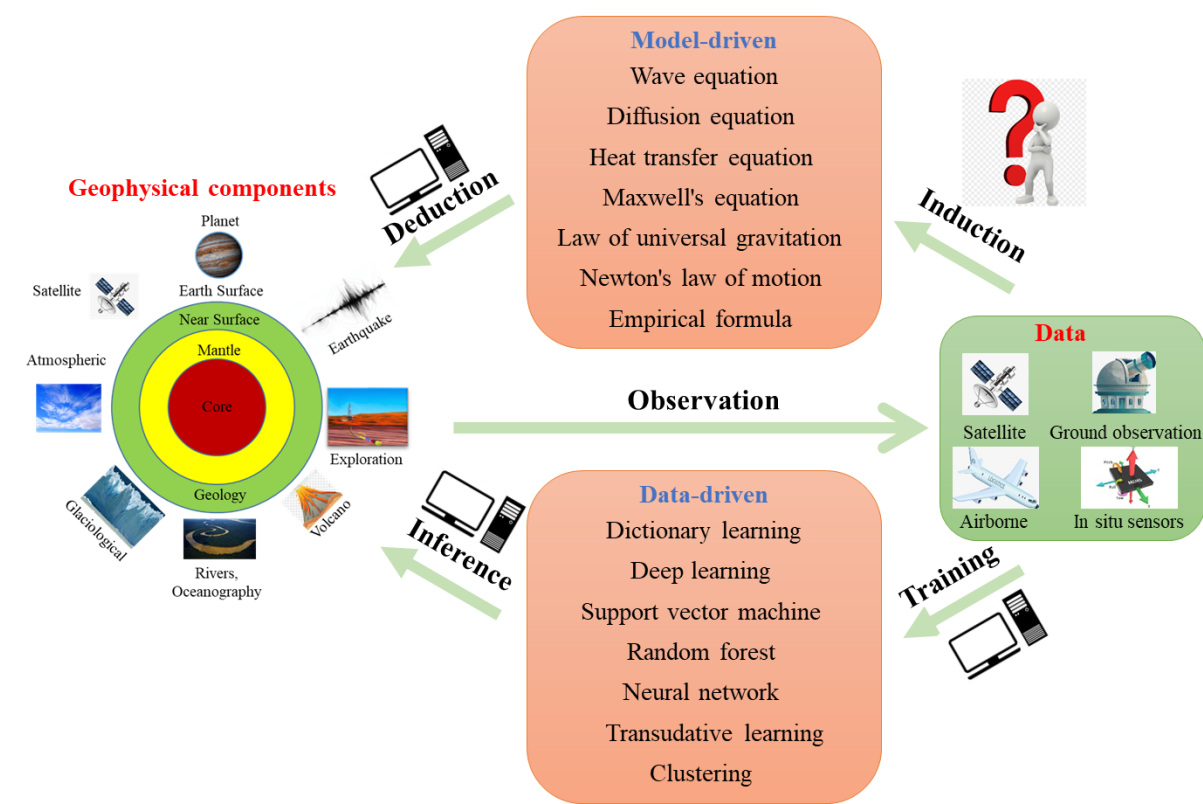 Model-driven
Wave equation
Diffusion equation
Heat transfer equation
Maxwell's equation
Law of universal gravitation
Newton's law of motion
Empirical formula
Deduction
Induction
Geophysical components
Planet
Satellite
Earth Surface
Near Surface
Earthquake
Atmospheric
Mantle
Core
Exploration
Geology
Volcano
Glaciological
Rivers,
Oceanography
Observation
Data
Satellite
Ground observation
Airborne
In situ sensors
Data-driven
Dictionary learning
Deep learning
Support vector machine
Random forest
Neural network
Transudative learning
Clustering
Inference
Training